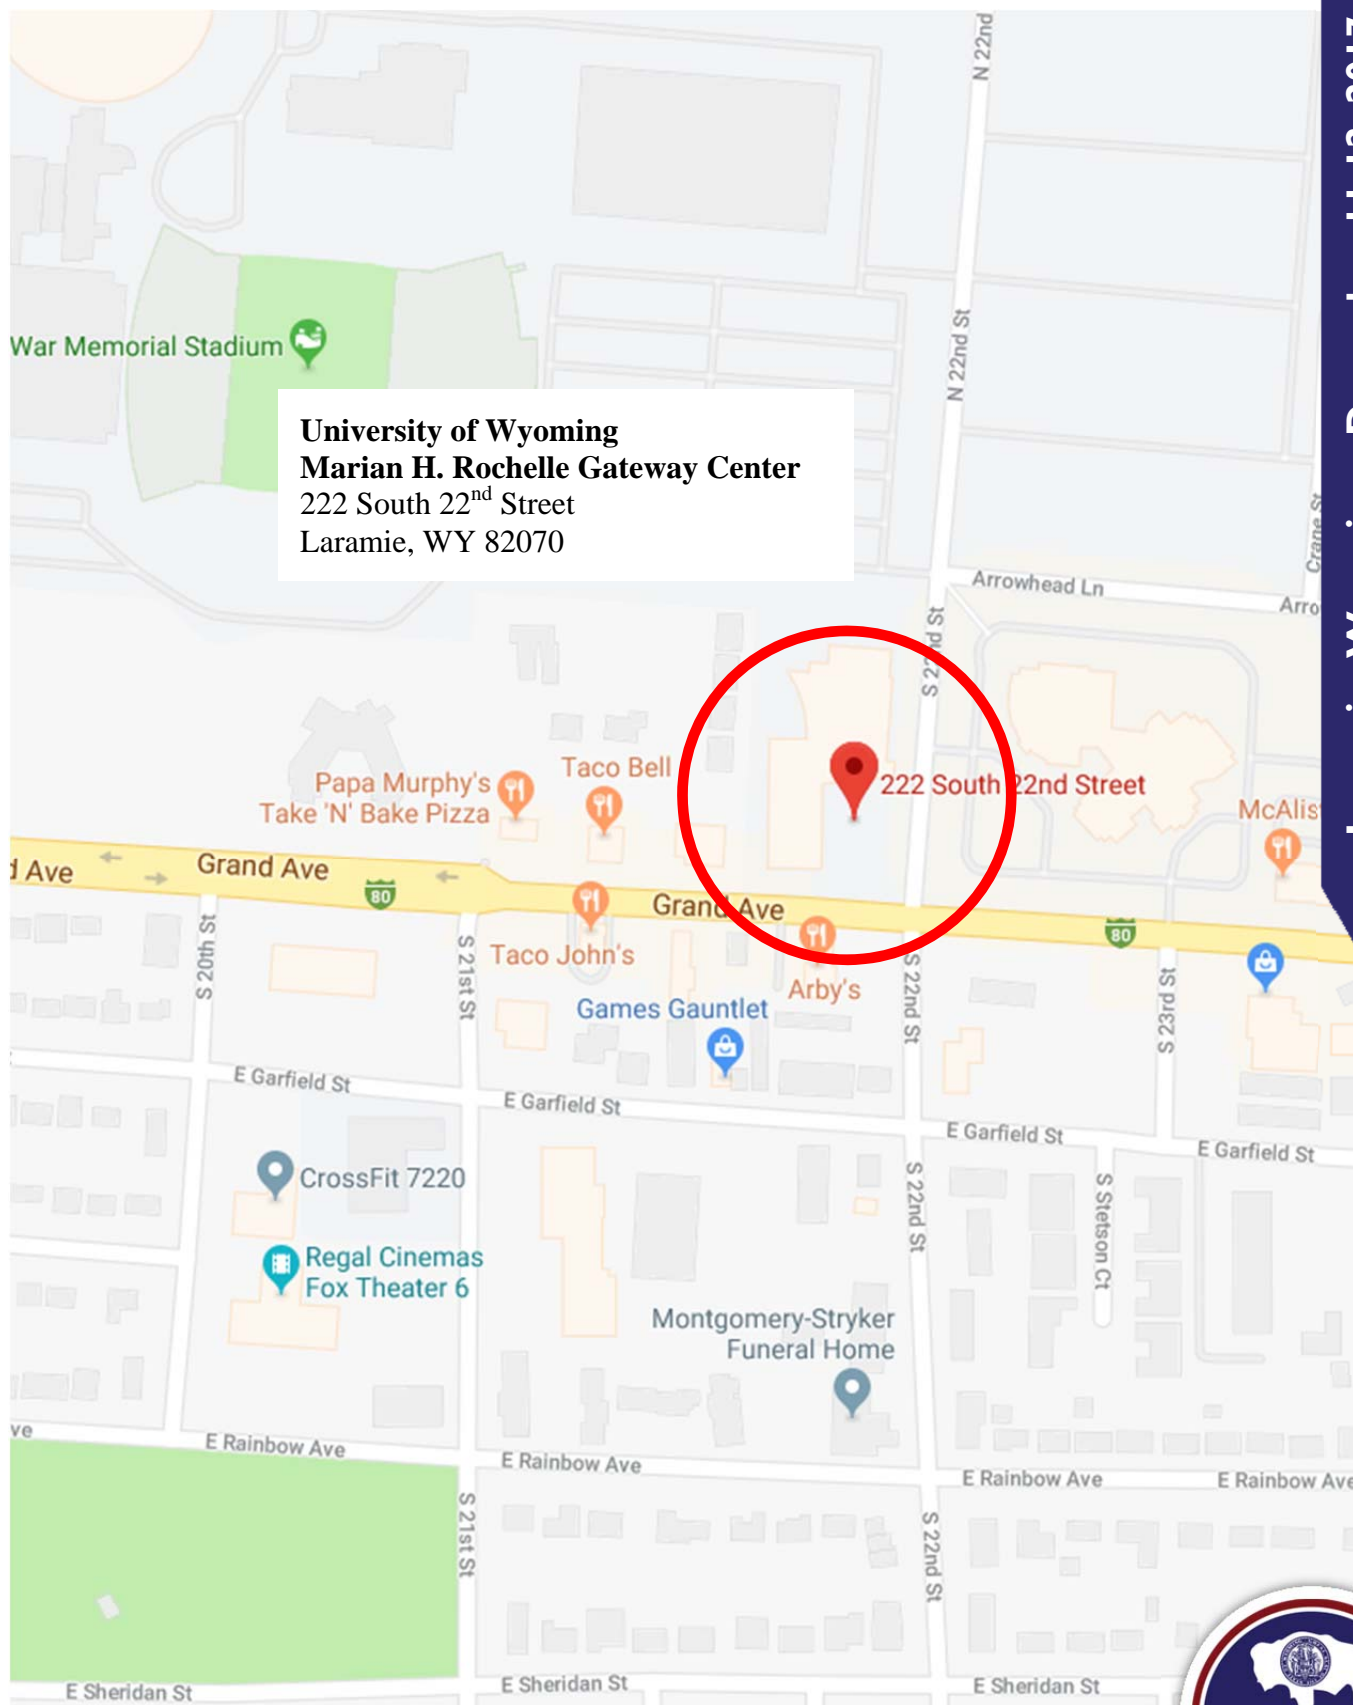 N 22nd
War Memorial Stadium
N 22nd St
University of Wyoming
Marian H. Rochelle Gateway Center
222 South 22nd Street
Laramie, WY 82070
Crane St
Arrowhead Ln
S 22nd St
Taco Bell
Papa Murphy's
Take 'N' Bake Pizza
222 South 22nd Street
Grand Ave
80
Grand Ave
80
Ave
S 20th St
S 21st St
Taco John's
Arby's
S 22nd St
S 23rd St
Games Gauntlet
E Garfield St
E Garfield St
E Garfield St
E Garfield St
CrossFit 7220
S 22nd St
S Stetson Ct
Regal Cinemas
Fox Theater 6
Montgomery-Stryker
Funeral Home
E Rainbow Ave
E Rainbow Ave
E Rainbow Ave
E Rainbow Ave
S 21st St
S 22nd St
E Sheridan St
E Sheridan St
E Sheridan St